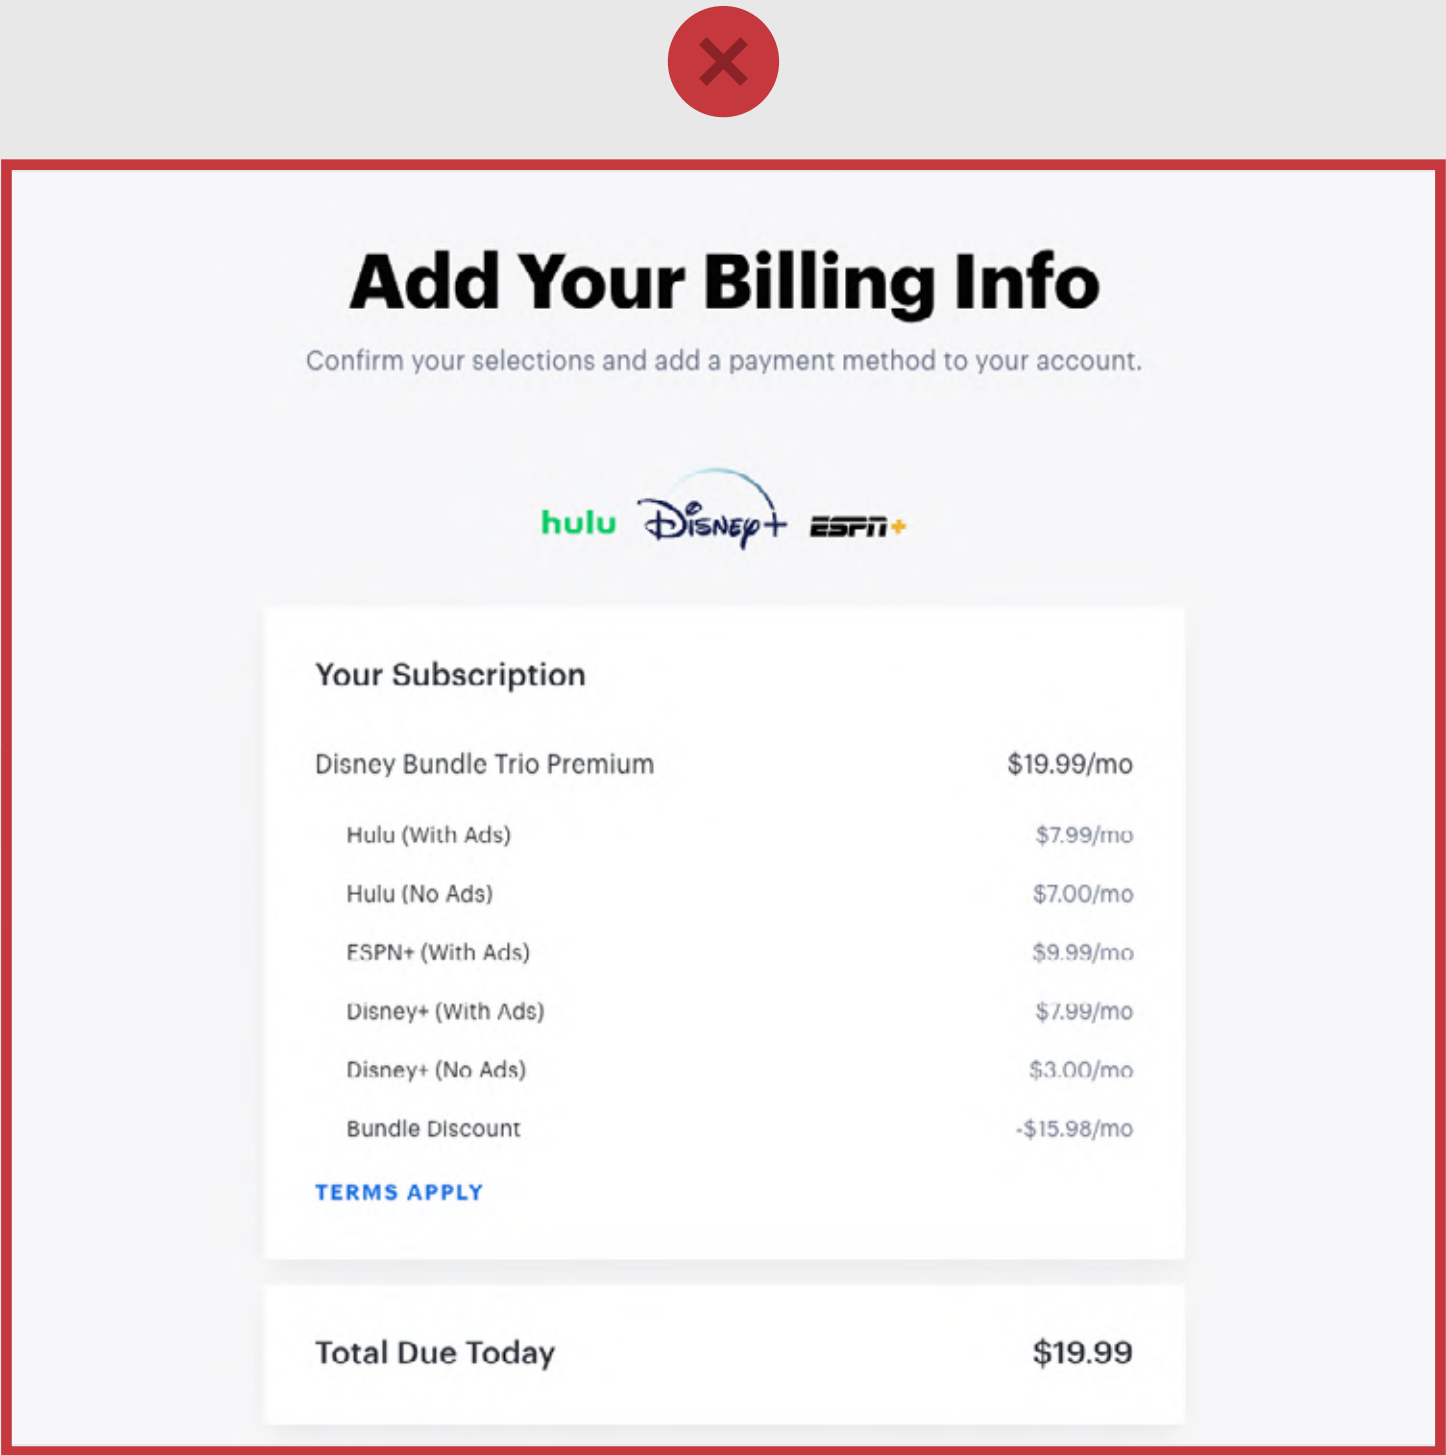 Add Your Billing Info
Confirm your selections and add a payment method to your account.
hulu Disney+ ESPN+
Your Subscription
Disney Bundle Trio Premium $19.99/mo
Hulu (With Ads) $7.99/mo
Hulu (No Ads) $7.00/mo
ESPN+ (With Ads) $9.99/mo
Disney+ (With Ads) $7.99/mo
Disney+ (No Ads) $3.00/mo
Bundle Discount -$15.98/mo
TERMS APPLY
Total Due Today $19.99